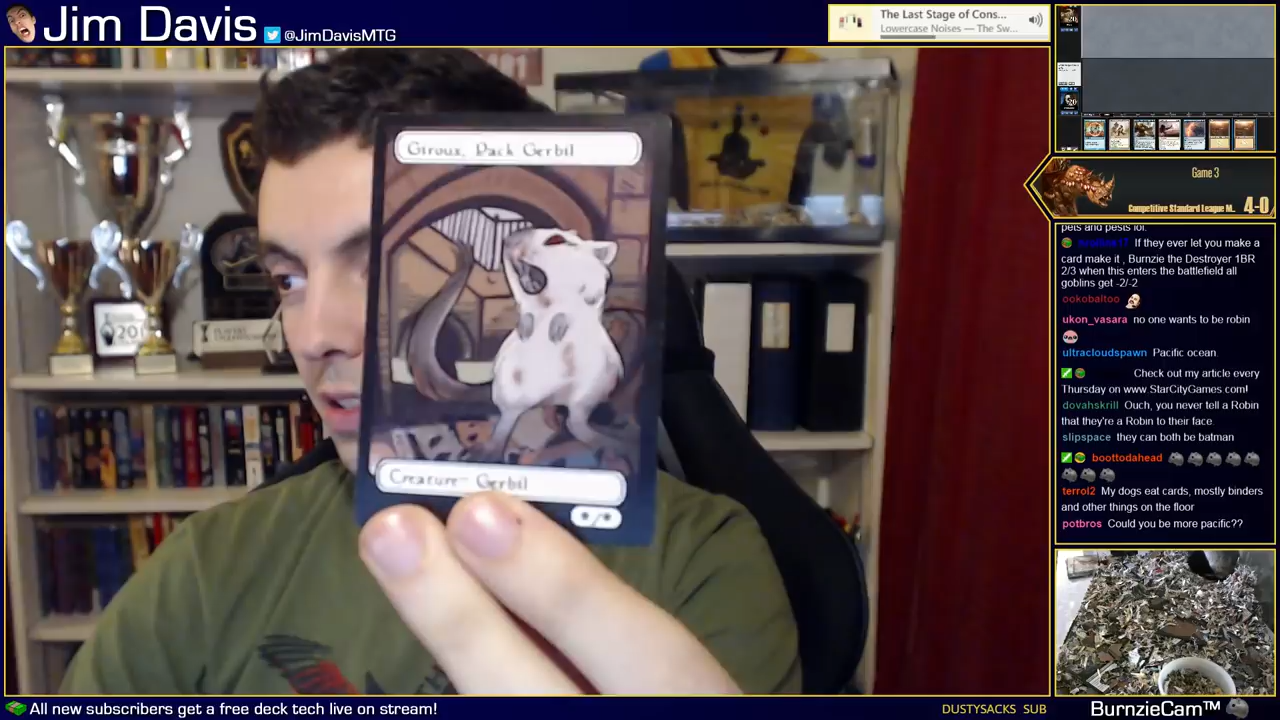 Jim Davis
@JimDavisMTG
The Last Stage of Cons...
Lowercase Noises — The Sw...
Giroux, Pack Gerbil
Creature~ Gerbil
*/*
201
20
Game 3
Competitive Standard League M...
4-0
pets and pests lol.
If they ever let you make a
card make it , Burnzie the Destroyer 1BR
2/3 when this enters the battlefield all
goblins get -2/-2
ookobaltoo
ukon_vasara no one wants to be robin
ultracloudspawn Pacific ocean.
Check out my article every
Thursday on www.StarCityGames.com!
dovahskrill Ouch, you never tell a Robin
that they're a Robin to their face.
slipspace they can both be batman
boottodahead
terrol2 My dogs eat cards, mostly binders
and other things on the floor
potbros Could you be more pacific??
All new subscribers get a free deck tech live on stream!
DUSTYSACKS SUB
BurnzieCam™